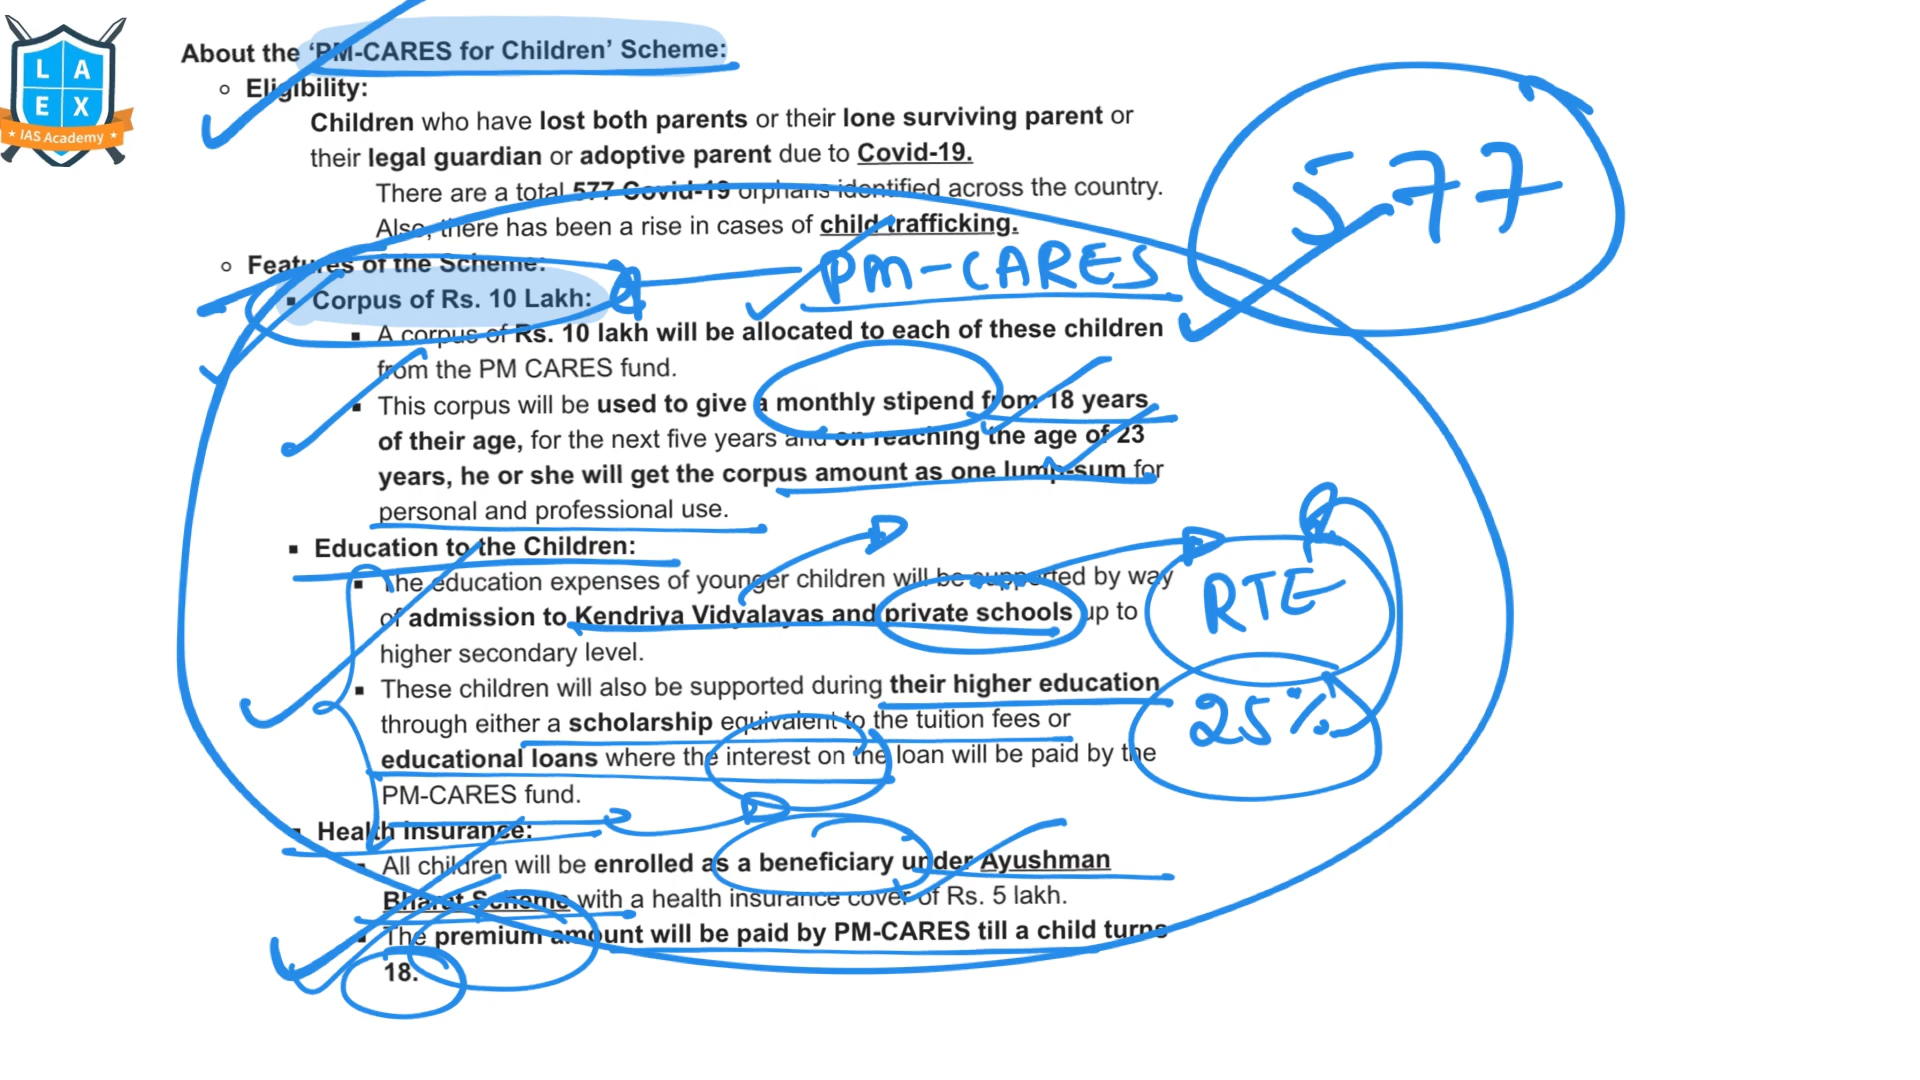 L A
E X
IAS Academy
About the ‘PM-CARES for Children’ Scheme:
Eligibility:
Children who have lost both parents or their lone surviving parent or
their legal guardian or adoptive parent due to Covid-19.
There are a total 577 Covid-19 orphans identified across the country.
Also, there has been a rise in cases of child trafficking.
577
Features of the Scheme:
PM-CARES
Corpus of Rs. 10 Lakh:
A corpus of Rs. 10 lakh will be allocated to each of these children
from the PM CARES fund.
This corpus will be used to give a monthly stipend from 18 years
of their age, for the next five years and on reaching the age of 23
years, he or she will get the corpus amount as one lump-sum for
personal and professional use.
Education to the Children:
The education expenses of younger children will be supported by way
of admission to Kendriya Vidyalayas and private schools up to
higher secondary level.
RTE
These children will also be supported during their higher education
through either a scholarship equivalent to the tuition fees or
educational loans where the interest on the loan will be paid by the
PM-CARES fund.
25%
Health Insurance:
All children will be enrolled as a beneficiary under Ayushman
Bharat Scheme with a health insurance cover of Rs. 5 lakh.
The premium amount will be paid by PM-CARES till a child turns
18.